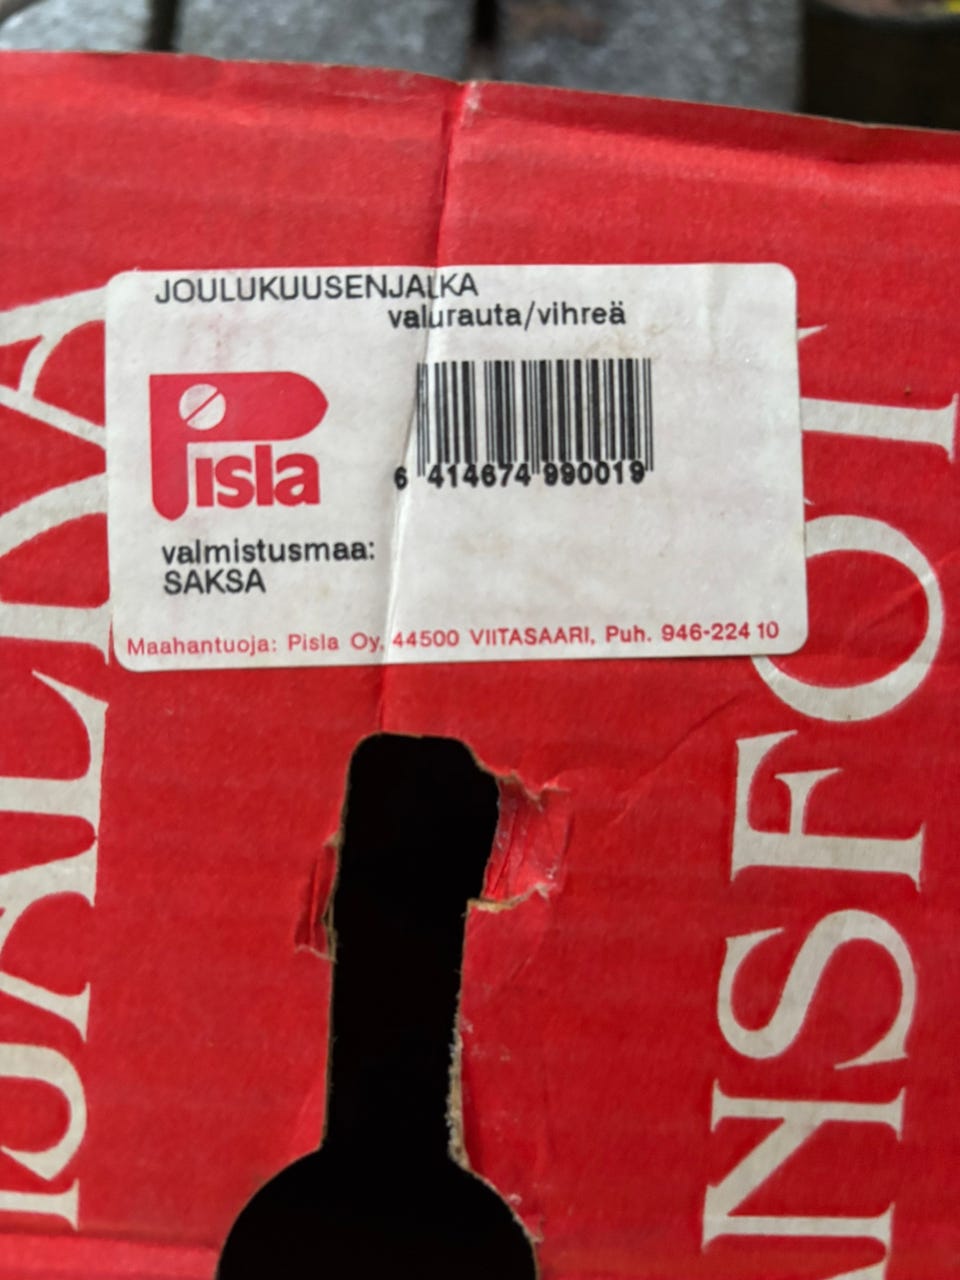 JOULUKUUSENJALKA
valurauta/vihreä
Pisla
6 414674 990019
valmistusmaa:
SAKSA
Maahantuoja: Pisla Oy, 44500 VIITASAARI, Puh. 946-224 10